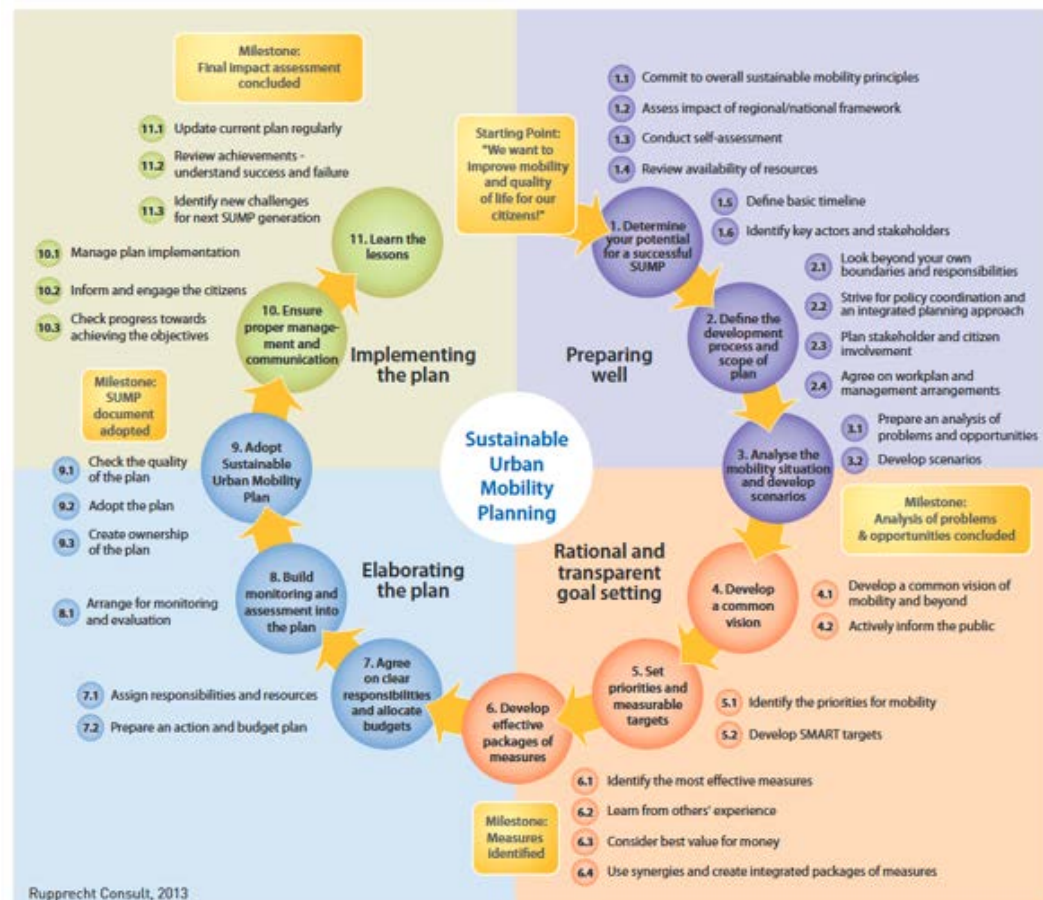 Milestone:
Final impact assessment
concluded
11.1 Update current plan regularly
11.2 Review achievements -
understand success and failure
11.3 Identify new challenges
for next SUMP generation
10.1 Manage plan implementation
10.2 Inform and engage the citizens
10.3 Check progress towards
achieving the objectives
Starting Point:
"We want to
improve mobility
and quality
of life for our
citizens!"
1.1 Commit to overall sustainable mobility principles
1.2 Assess impact of regional/national framework
1.3 Conduct self-assessment
1.4 Review availability of resources
1.5 Define basic timeline
1.6 Identify key actors and stakeholders
1. Determine
your potential
for a successful
SUMP
2.1 Look beyond your own
boundaries and responsibilities
2.2 Strive for policy coordination and
an integrated planning approach
2.3 Plan stakeholder and citizen
involvement
2.4 Agree on workplan and
management arrangements
2. Define the
development
process and
scope of
plan
3.1 Prepare an analysis of
problems and opportunities
3.2 Develop scenarios
3. Analyse the
mobility situation
and develop
scenarios
11. Learn the
lessons
10. Ensure
proper manage-
ment and
communication
Implementing
the plan
Preparing
well
Milestone:
SUMP
document
adopted
9.1 Check the quality
of the plan
9.2 Adopt the plan
9.3 Create ownership
of the plan
9. Adopt
Sustainable
Urban Mobility
Plan
Sustainable
Urban
Mobility
Planning
Milestone:
Analysis of problems
& opportunities concluded
Elaborating
the plan
Rational and
transparent
goal setting
8. Build
monitoring and
assessment into
the plan
8.1 Arrange for monitoring
and evaluation
4. Develop
a common
vision
4.1 Develop a common vision of
mobility and beyond
4.2 Actively inform the public
7. Agree
on clear
responsibilities
and allocate
budgets
7.1 Assign responsibilities and resources
7.2 Prepare an action and budget plan
6. Develop
effective
packages of
measures
5. Set
priorities and
measurable
targets
5.1 Identify the priorities for mobility
5.2 Develop SMART targets
Milestone:
Measures
identified
6.1 Identify the most effective measures
6.2 Learn from others' experience
6.3 Consider best value for money
6.4 Use synergies and create integrated packages of measures
Rupprecht Consult, 2013